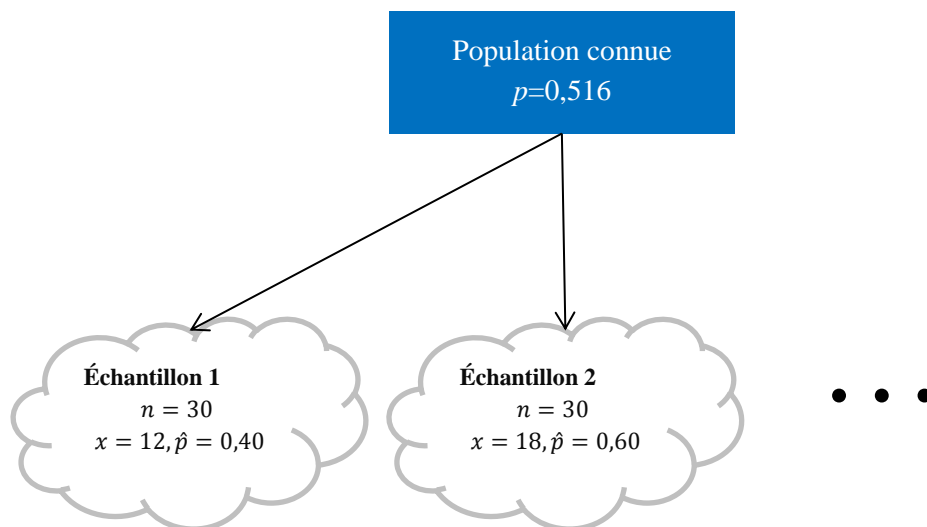 Population connue
p=0,516
Échantillon 1
n = 30
x = 12, p̂ = 0,40
Échantillon 2
n = 30
x = 18, p̂ = 0,60
• • •